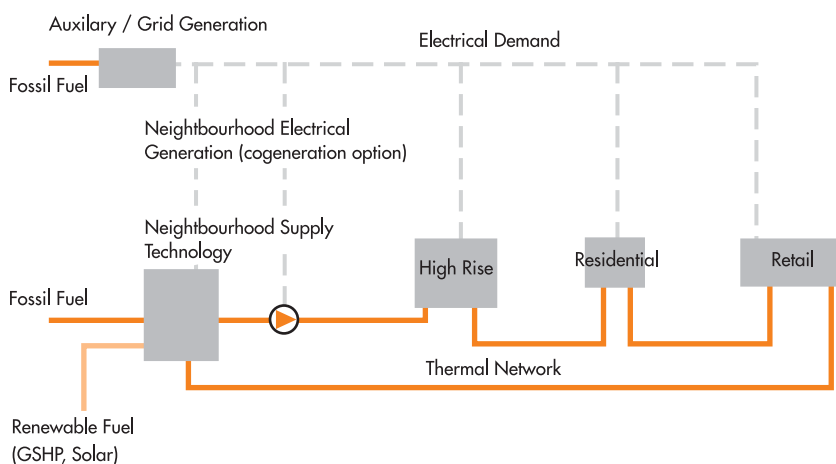 Auxilary / Grid Generation
Electrical Demand
Fossil Fuel
Neighbourhood Electrical
Generation (cogeneration option)
Neighbourhood Supply
Technology
High Rise
Residential
Retail
Fossil Fuel
Thermal Network
Renewable Fuel
(GSHP, Solar)